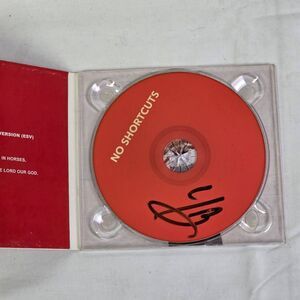 VERSION (ESV)
IN HORSES,
E LORD OUR GOD.
NO SHORTCUTS